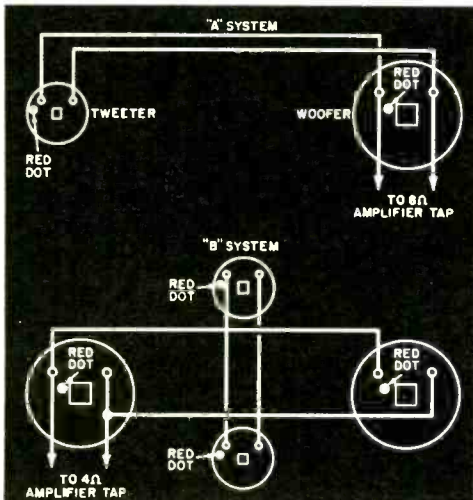 "A" SYSTEM
TWEETER
RED
DOT
WOOFER
RED
DOT
TO 8Ω
AMPLIFIER TAP
"B" SYSTEM
RED
DOT
RED
DOT
RED
DOT
RED
DOT
TO 4Ω
AMPLIFIER TAP